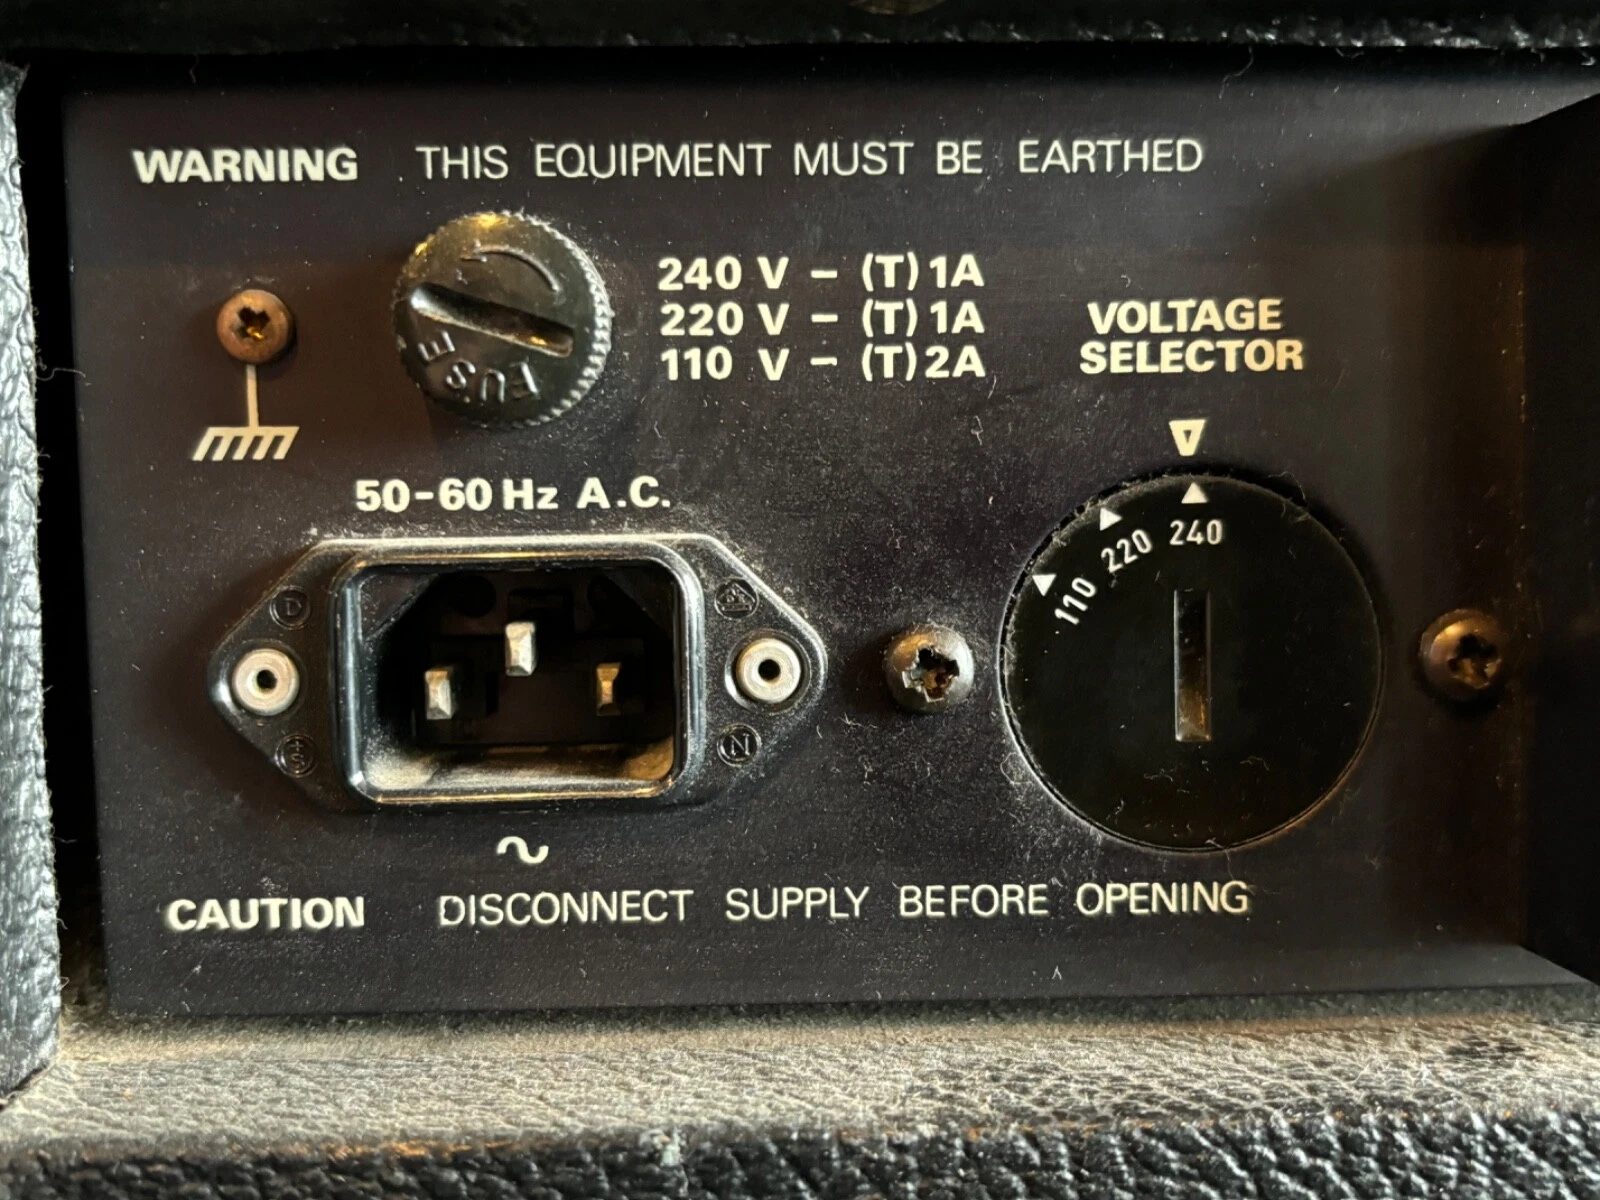 WARNING THIS EQUIPMENT MUST BE EARTHED
FUSE
240 V – (T) 1A
220 V – (T) 1A
110 V – (T) 2A
VOLTAGE
SELECTOR
50-60 Hz A.C.
110 220 240
D
N
CAUTION DISCONNECT SUPPLY BEFORE OPENING